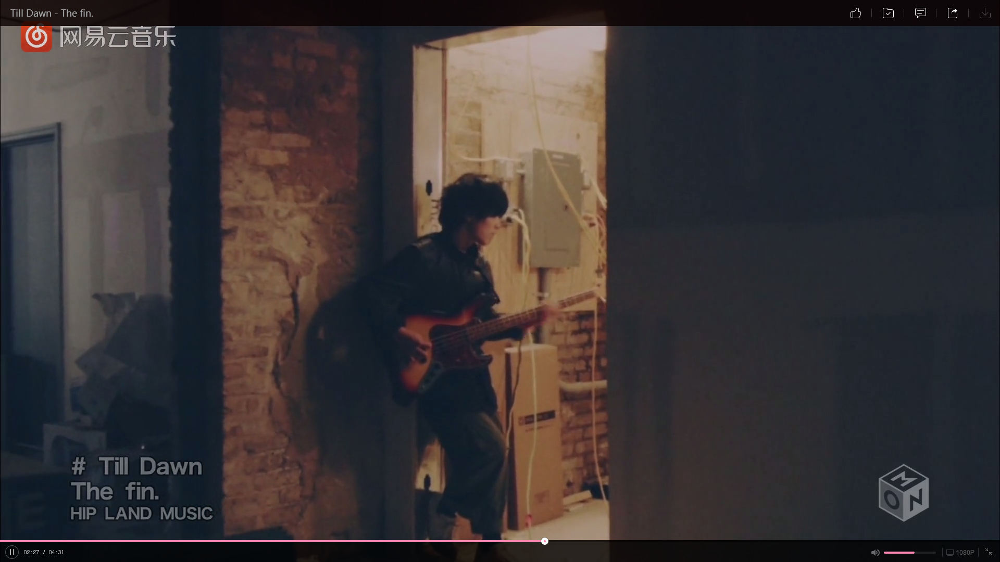 Till Dawn - The fin.
网易云音乐
# Till Dawn
The fin.
HIP LAND MUSIC
MON
02:27 / 04:31
1080P